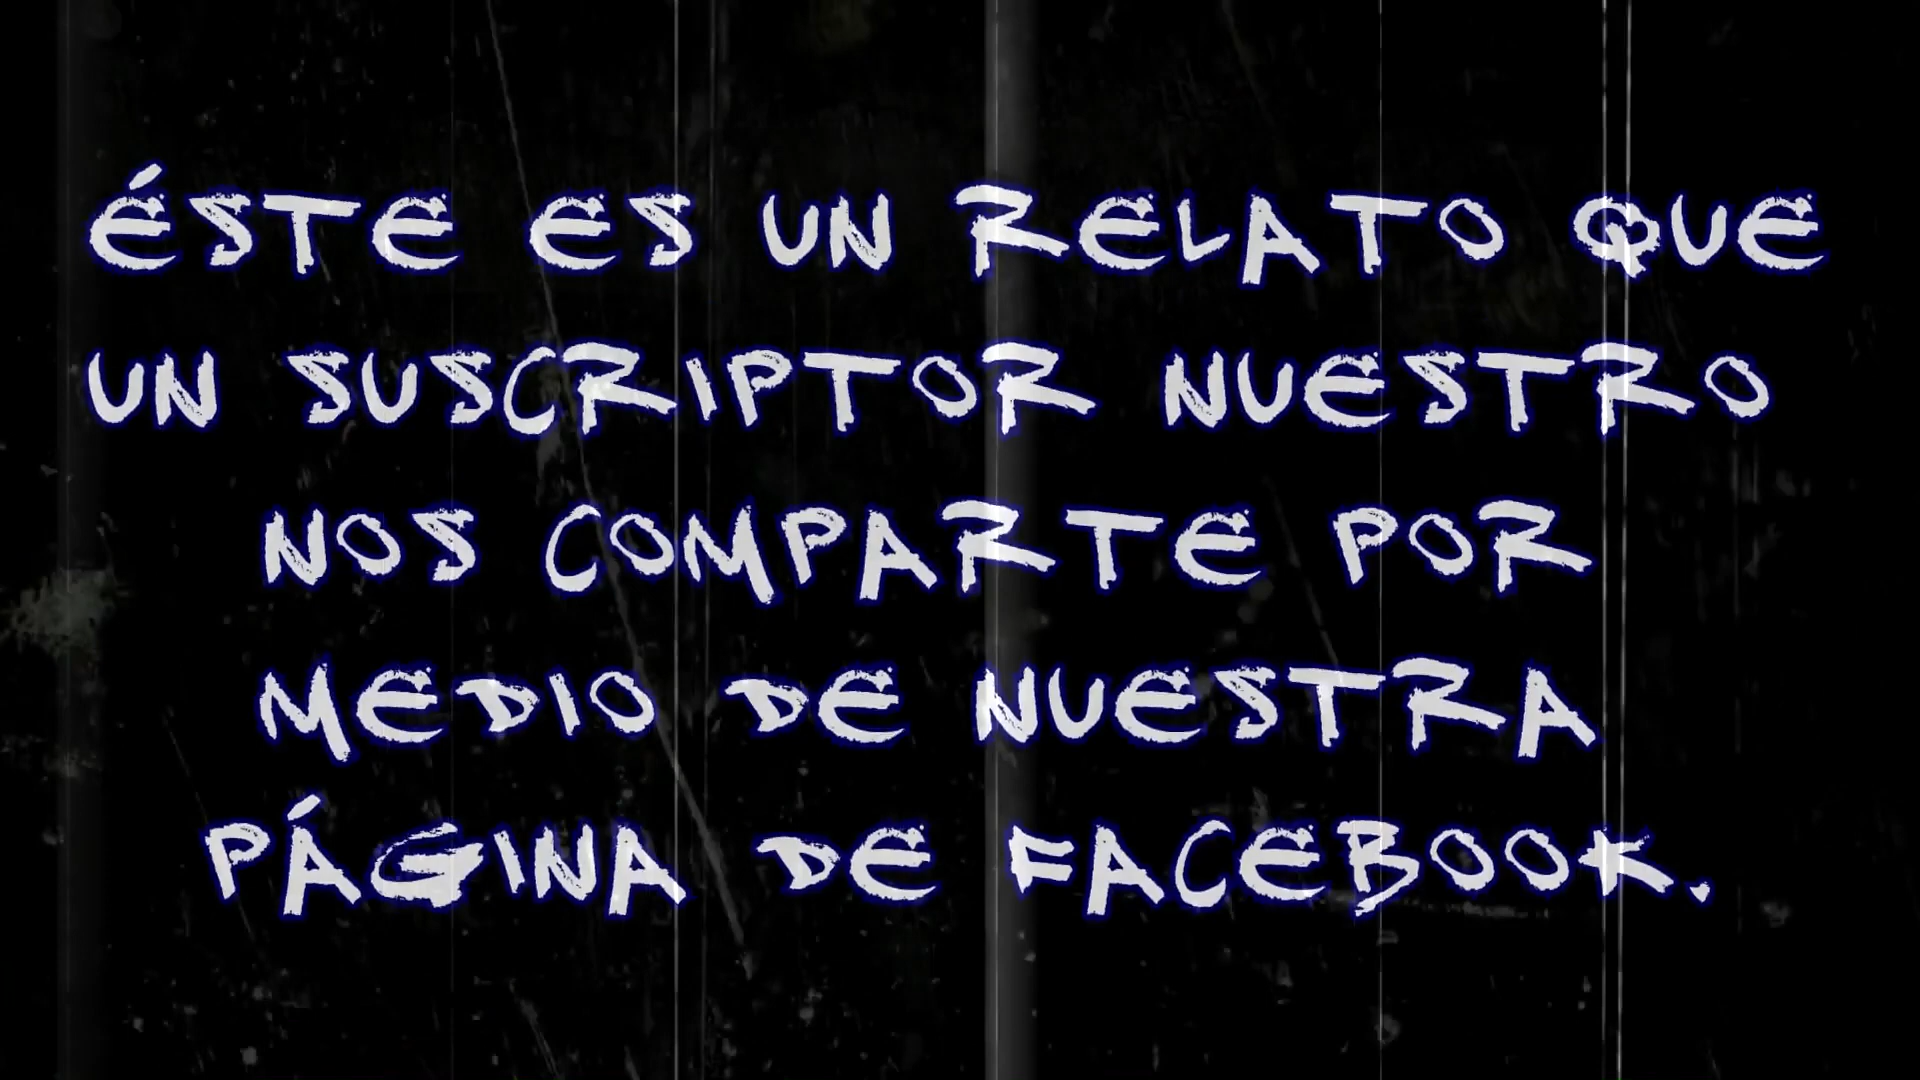 ÉSTE ES UN RELATO QUE
UN SUSCRIPTOR NUESTRO
NOS COMPARTE POR
MEDIO DE NUESTRA
PÁGINA DE FACEBOOK.